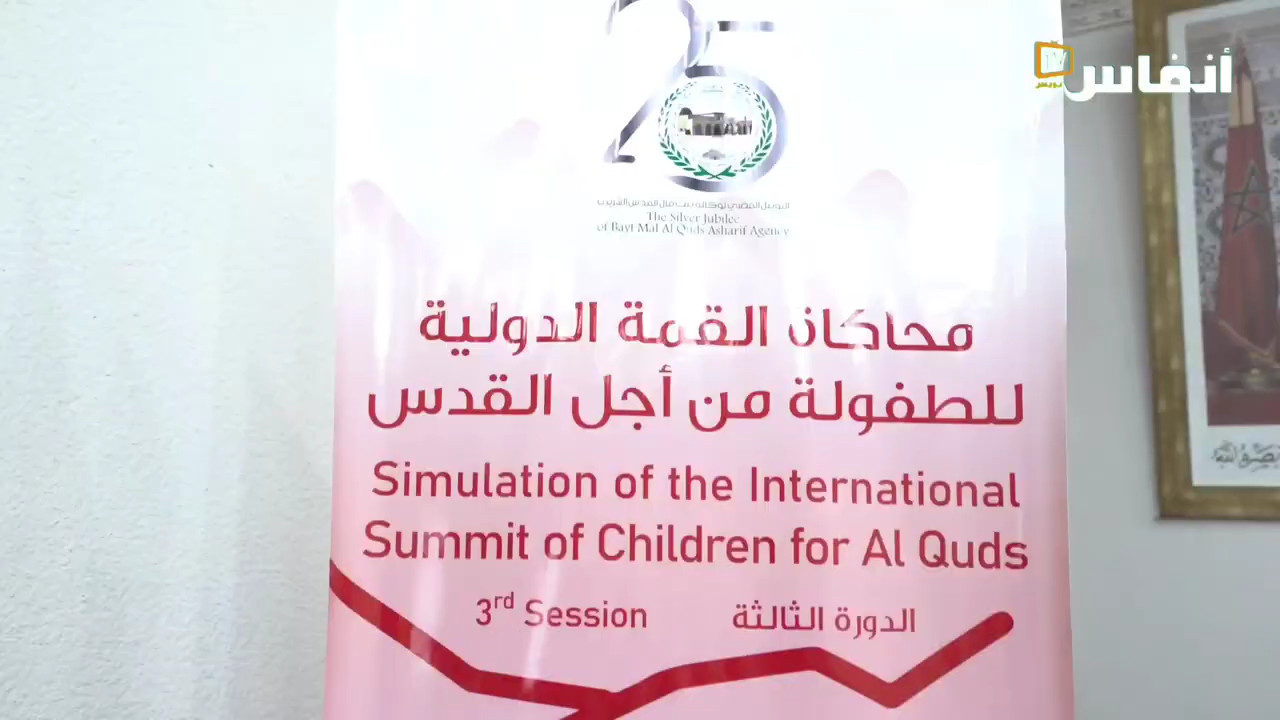 أنفاس
TV
25
The Silver Jubilee
of Bayt Mal Al Quds Asharif Agency
محاكاة القمة الدولية
للطفولة من أجل القدس
Simulation of the International
Summit of Children for Al Quds
3rd Session الدورة الثالثة